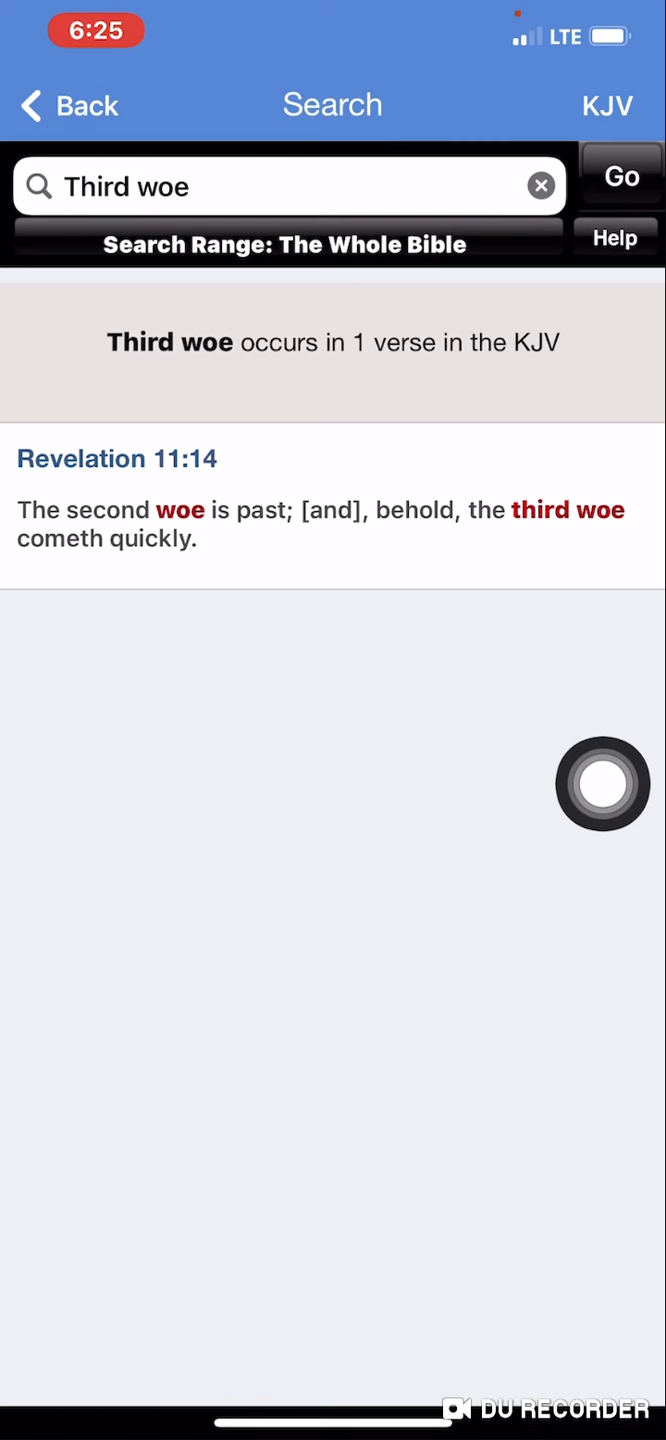 6:25
LTE
Back
Search
KJV
Third woe
Go
Search Range: The Whole Bible
Help
Third woe occurs in 1 verse in the KJV
Revelation 11:14
The second woe is past; [and], behold, the third woe
cometh quickly.
DU RECORDER